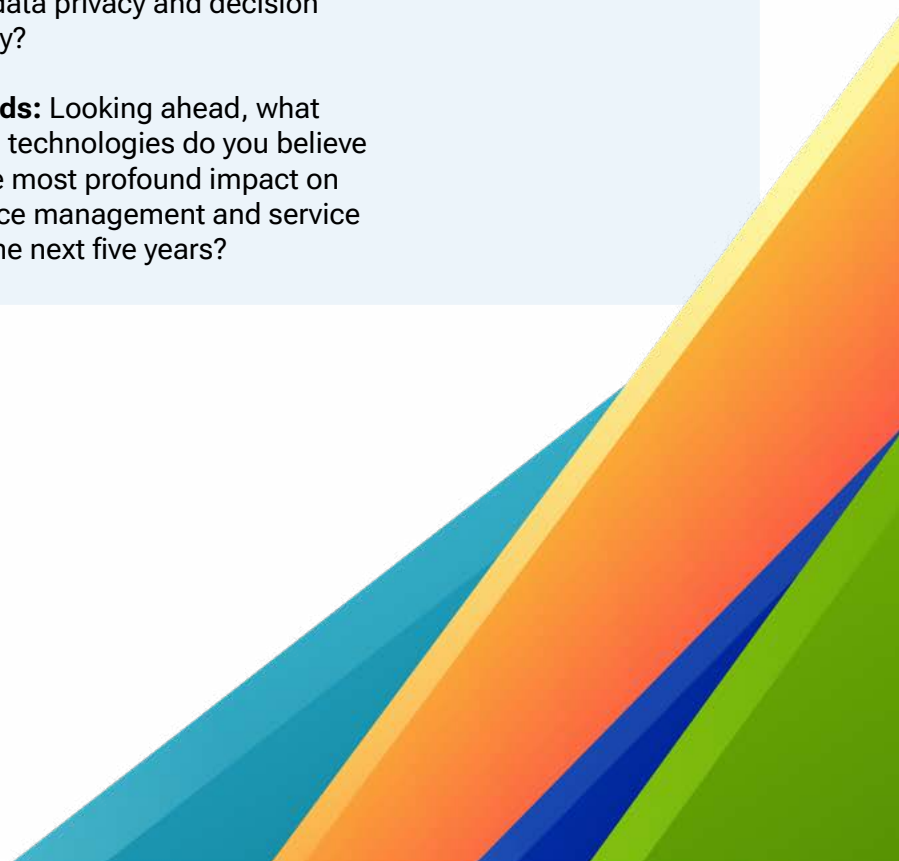 data privacy and decision
y?
ds: Looking ahead, what
technologies do you believe
e most profound impact on
ce management and service
he next five years?